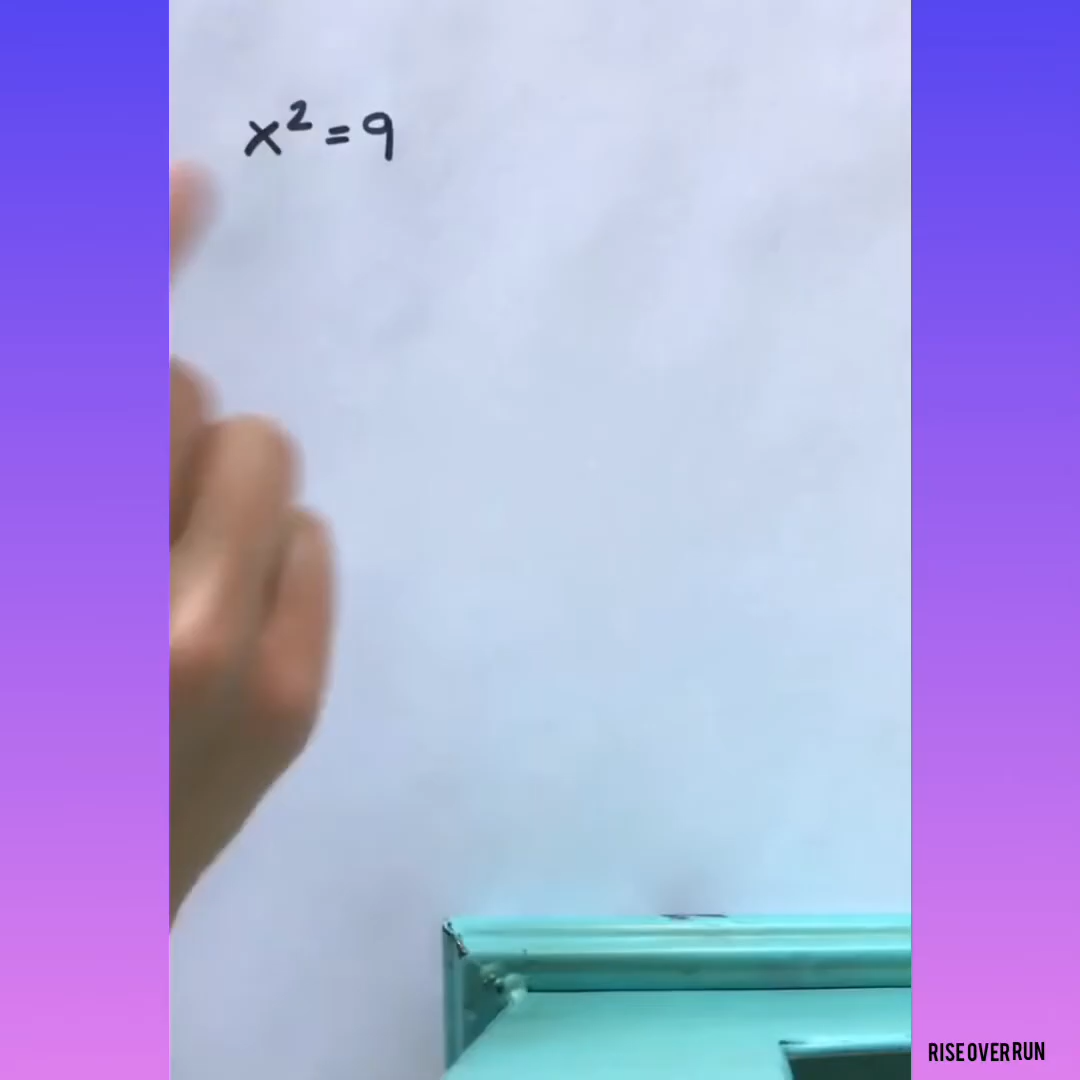 x² = 9
RISE OVER RUN